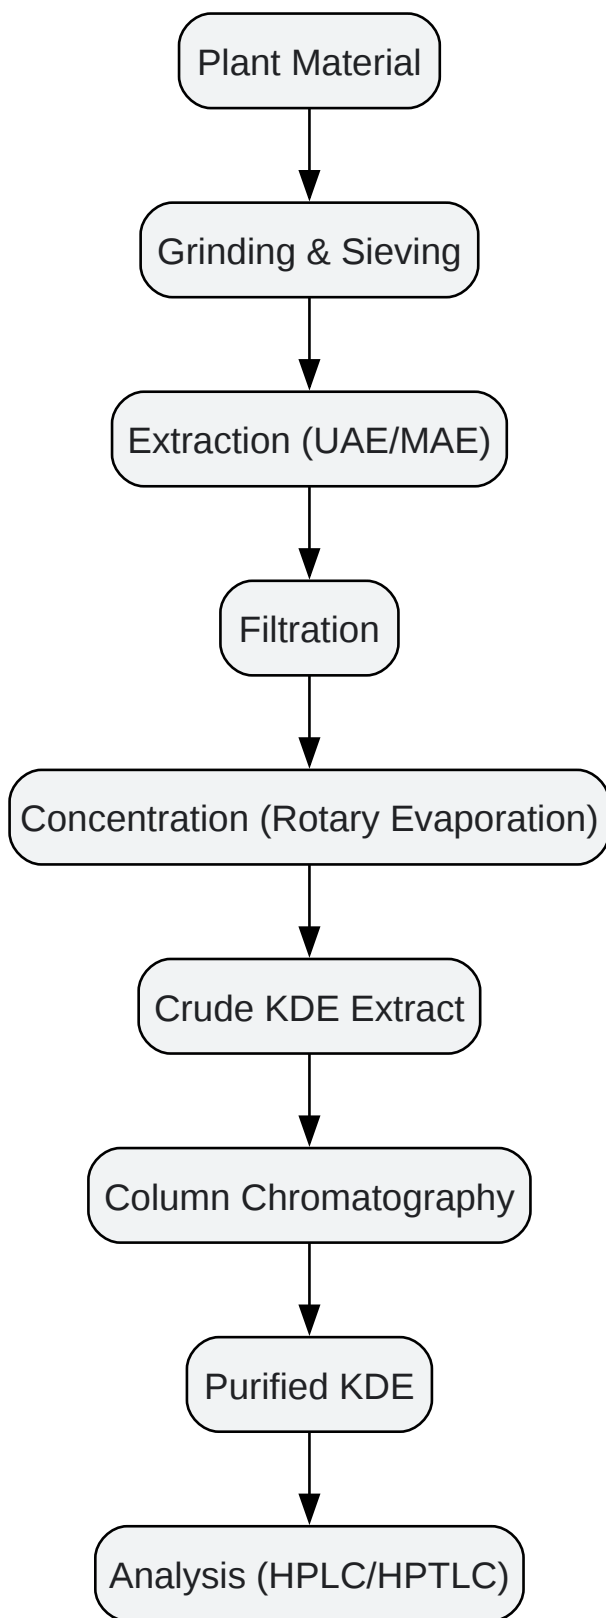 Plant Material
Grinding & Sieving
Extraction (UAE/MAE)
Filtration
Concentration (Rotary Evaporation)
Crude KDE Extract
Column Chromatography
Purified KDE
Analysis (HPLC/HPTLC)